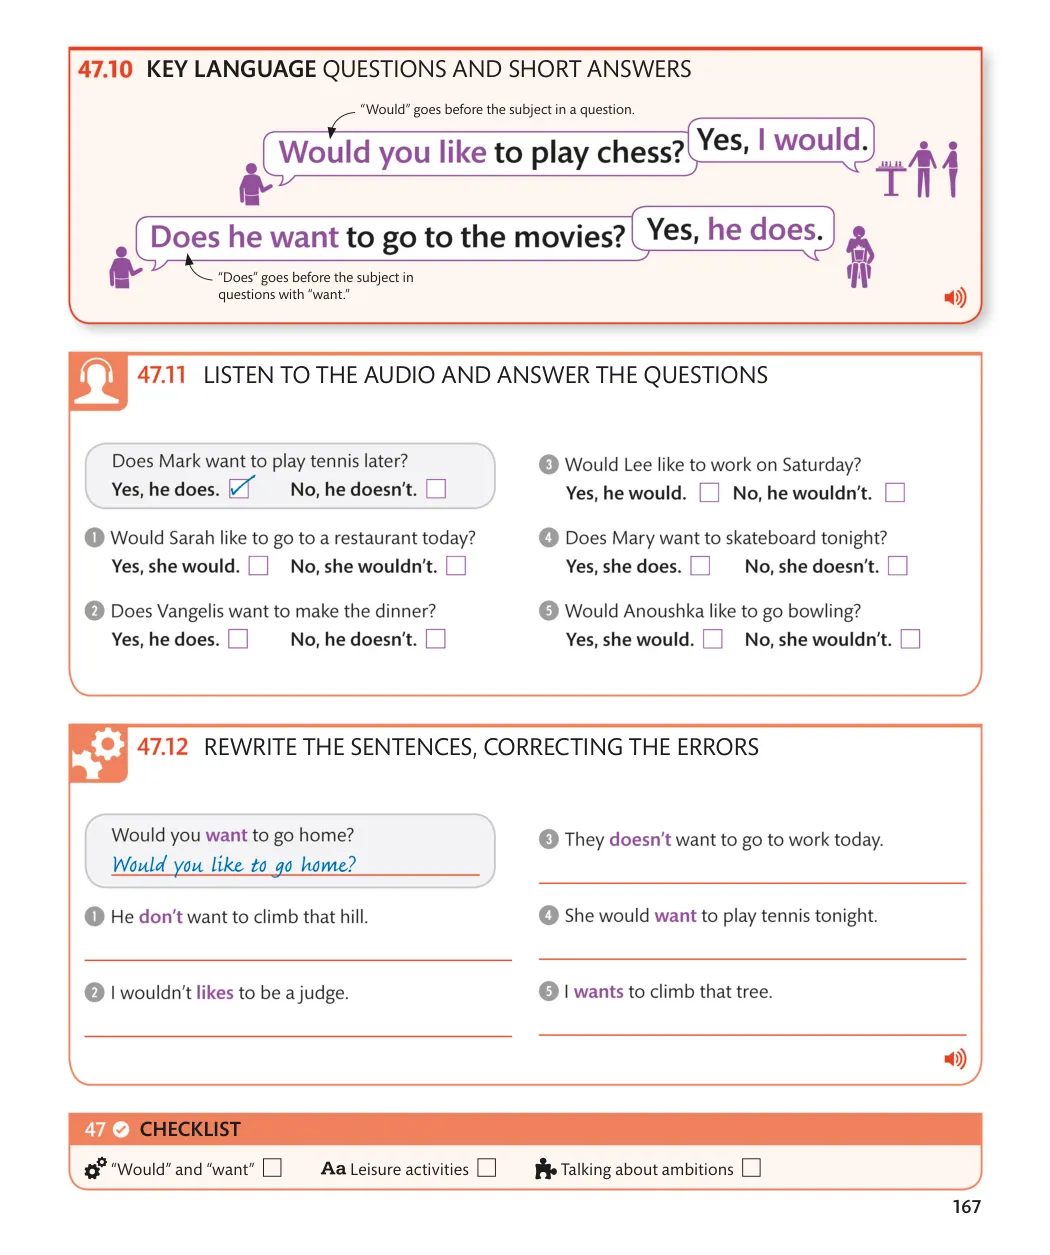 47.10 KEY LANGUAGE QUESTIONS AND SHORT ANSWERS
“Would” goes before the subject in a question.
Would you like to play chess?
Yes, I would.
Does he want to go to the movies?
Yes, he does.
“Does” goes before the subject in
questions with “want.”
47.11 LISTEN TO THE AUDIO AND ANSWER THE QUESTIONS
Does Mark want to play tennis later?
Yes, he does. No, he doesn’t.
1 Would Sarah like to go to a restaurant today?
Yes, she would. No, she wouldn’t.
2 Does Vangelis want to make the dinner?
Yes, he does. No, he doesn’t.
3 Would Lee like to work on Saturday?
Yes, he would. No, he wouldn’t.
4 Does Mary want to skateboard tonight?
Yes, she does. No, she doesn’t.
5 Would Anoushka like to go bowling?
Yes, she would. No, she wouldn’t.
47.12 REWRITE THE SENTENCES, CORRECTING THE ERRORS
Would you want to go home?
Would you like to go home?
1 He don’t want to climb that hill.
2 I wouldn’t likes to be a judge.
3 They doesn’t want to go to work today.
4 She would want to play tennis tonight.
5 I wants to climb that tree.
47 CHECKLIST
“Would” and “want” Aa Leisure activities Talking about ambitions
167